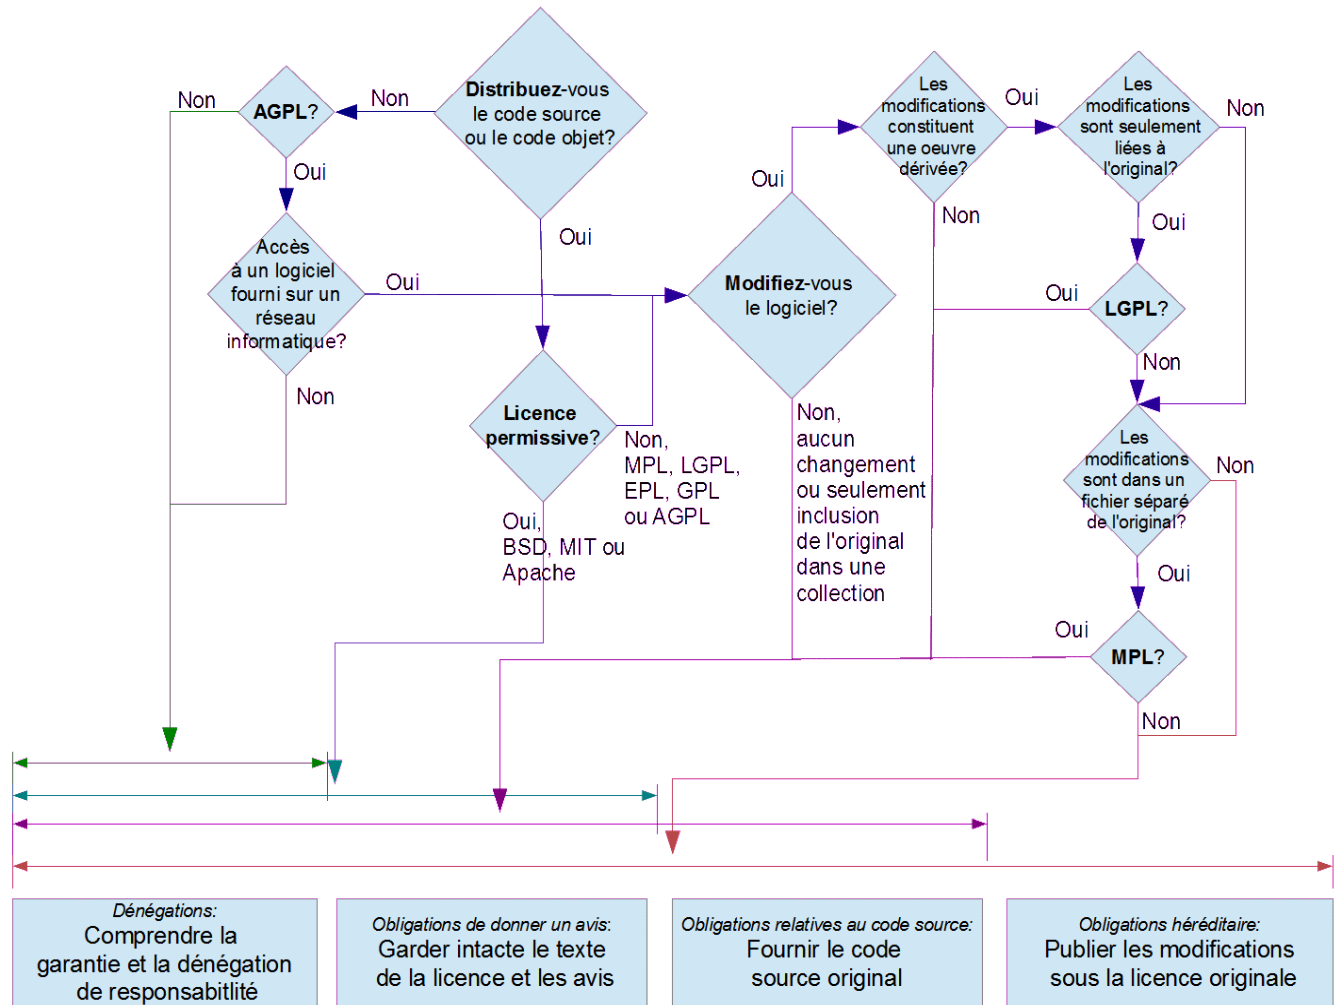 Distribuez-vous
le code source
ou le code objet?
Non
AGPL?
Non
Oui
Accès
à un logiciel
fourni sur un
réseau
informatique?
Oui
Non
Oui
Licence
permissive?
Non,
MPL, LGPL,
EPL, GPL
ou AGPL
Oui,
BSD, MIT ou
Apache
Modifiez-vous
le logiciel?
Oui
Non,
aucun
changement
ou seulement
inclusion
de l'original
dans une
collection
Les
modifications
constituent
une oeuvre
dérivée?
Oui
Non
Les
modifications
sont seulement
liées à
l'original?
Non
Oui
LGPL?
Oui
Non
Les
modifications
sont dans un
fichier séparé
de l'original?
Non
Oui
MPL?
Oui
Non
Dénégations:
Comprendre la
garantie et la dénégation
de responsabitlité
Obligations de donner un avis:
Garder intacte le texte
de la licence et les avis
Obligations relatives au code source:
Fournir le code
source original
Obligations héréditaire:
Publier les modifications
sous la licence originale